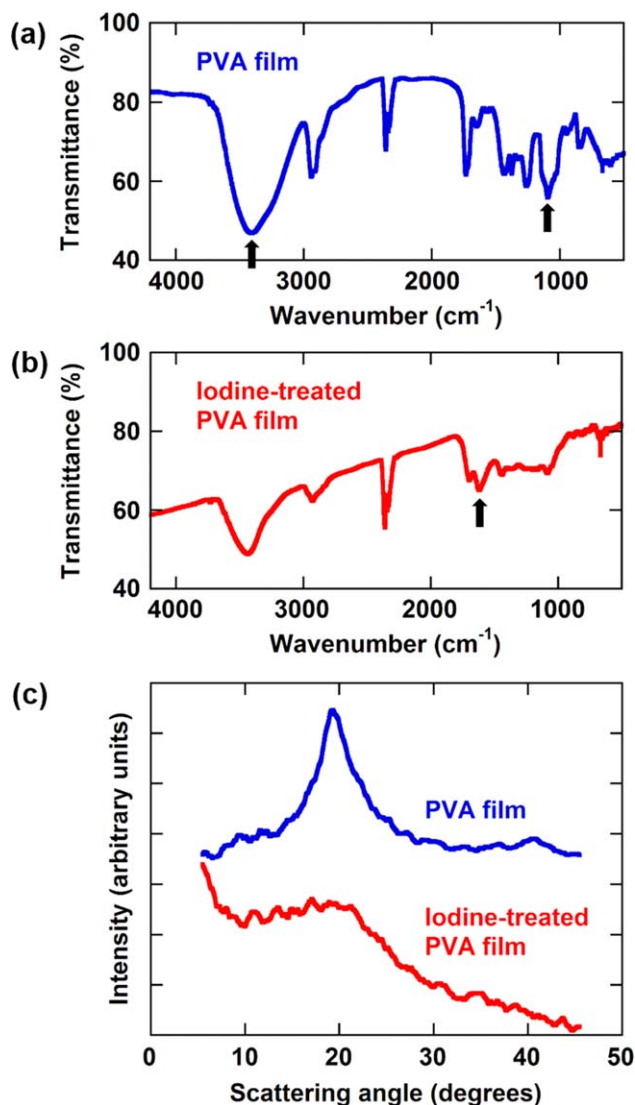 (a)
100
80
60
40
Transmittance (%)
PVA film
4000 3000 2000 1000
Wavenumber (cm⁻¹)
(b)
100
80
60
40
Transmittance (%)
Iodine-treated
PVA film
4000 3000 2000 1000
Wavenumber (cm⁻¹)
(c)
Intensity (arbitrary units)
PVA film
Iodine-treated
PVA film
0 10 20 30 40 50
Scattering angle (degrees)